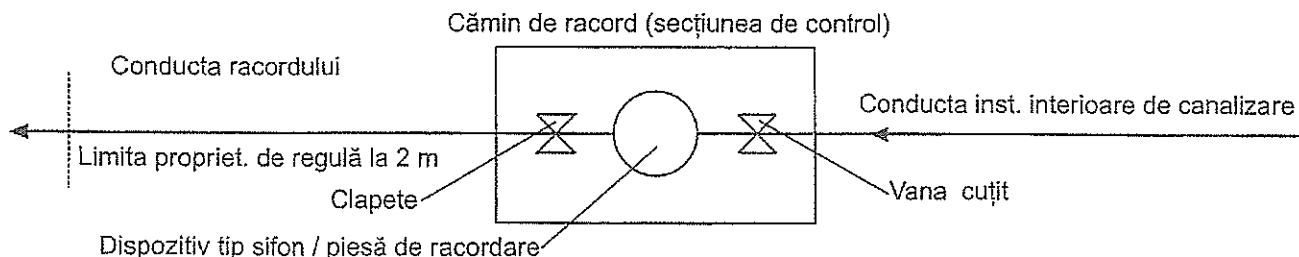 Cămin de racord (secțiunea de control)
Conducta racordului
Conducta inst. interioare de canalizare
Limita propriet. de regulă la 2 m
Clapete
Vana cuțit
Dispozitiv tip sifon / piesă de racordare